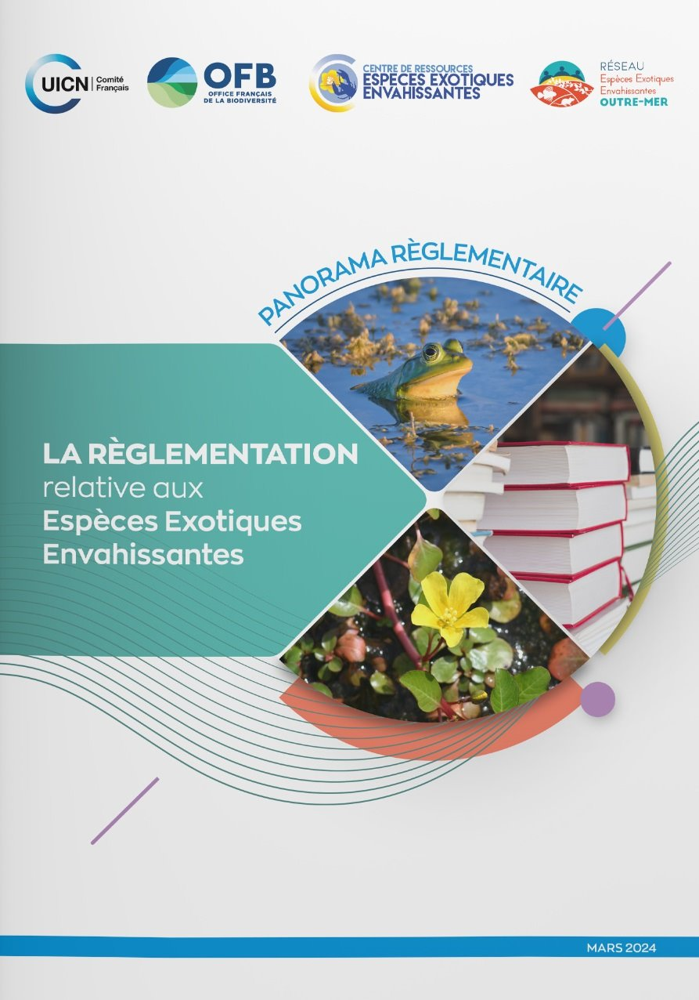 UICN
Comité
Français
OFB
OFFICE FRANÇAIS
DE LA BIODIVERSITÉ
CENTRE DE RESSOURCES
ESPECES EXOTIQUES
ENVAHISSANTES
RÉSEAU
Espèces Exotiques
Envahissantes
OUTRE-MER
PANORAMA RÈGLEMENTAIRE
LA RÈGLEMENTATION
relative aux
Espèces Exotiques
Envahissantes
MARS 2024